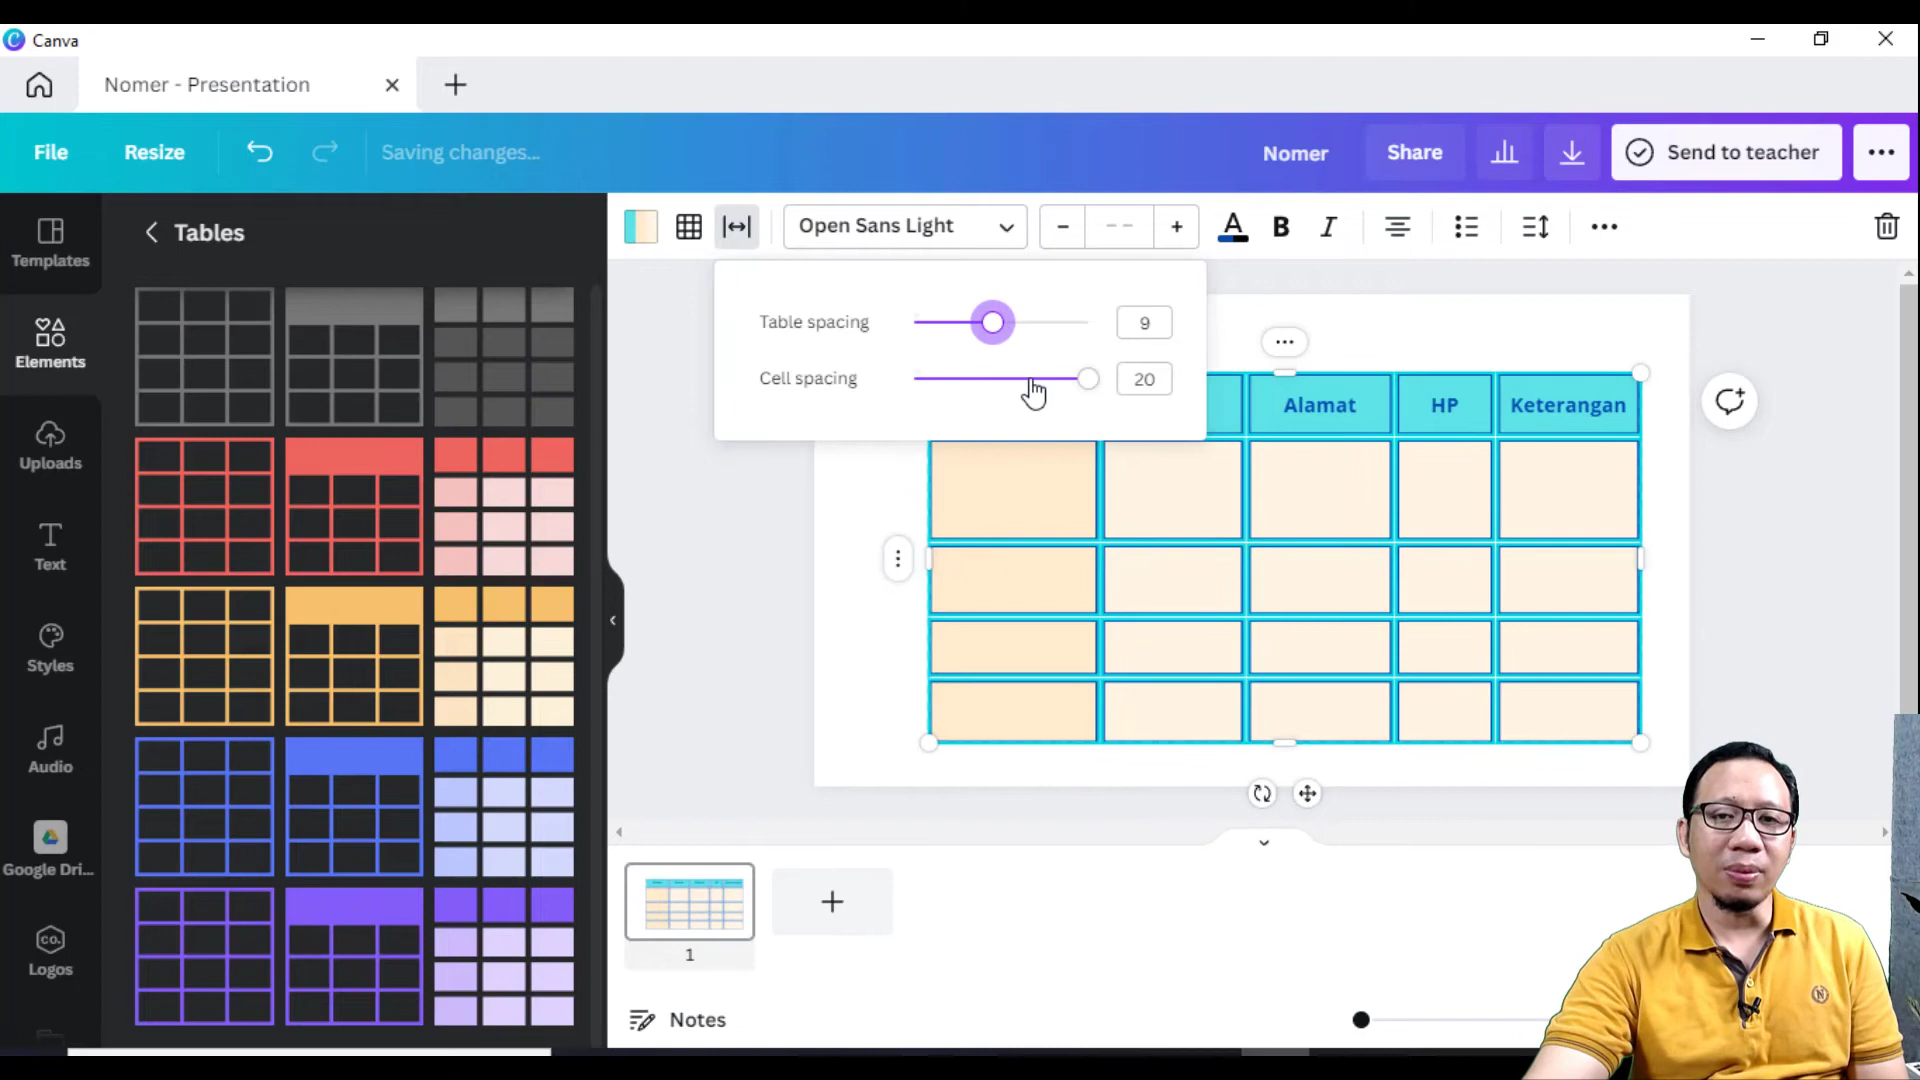 Canva
Nomer - Presentation
File
Resize
Saving changes...
Nomer
Share
Send to teacher
Templates
Elements
Uploads
Text
Styles
Audio
Google Dri...
CO.
Logos
Tables
Open Sans Light
– –
A
B
I
Table spacing
9
Cell spacing
20
Alamat
HP
Keterangan
1
Notes